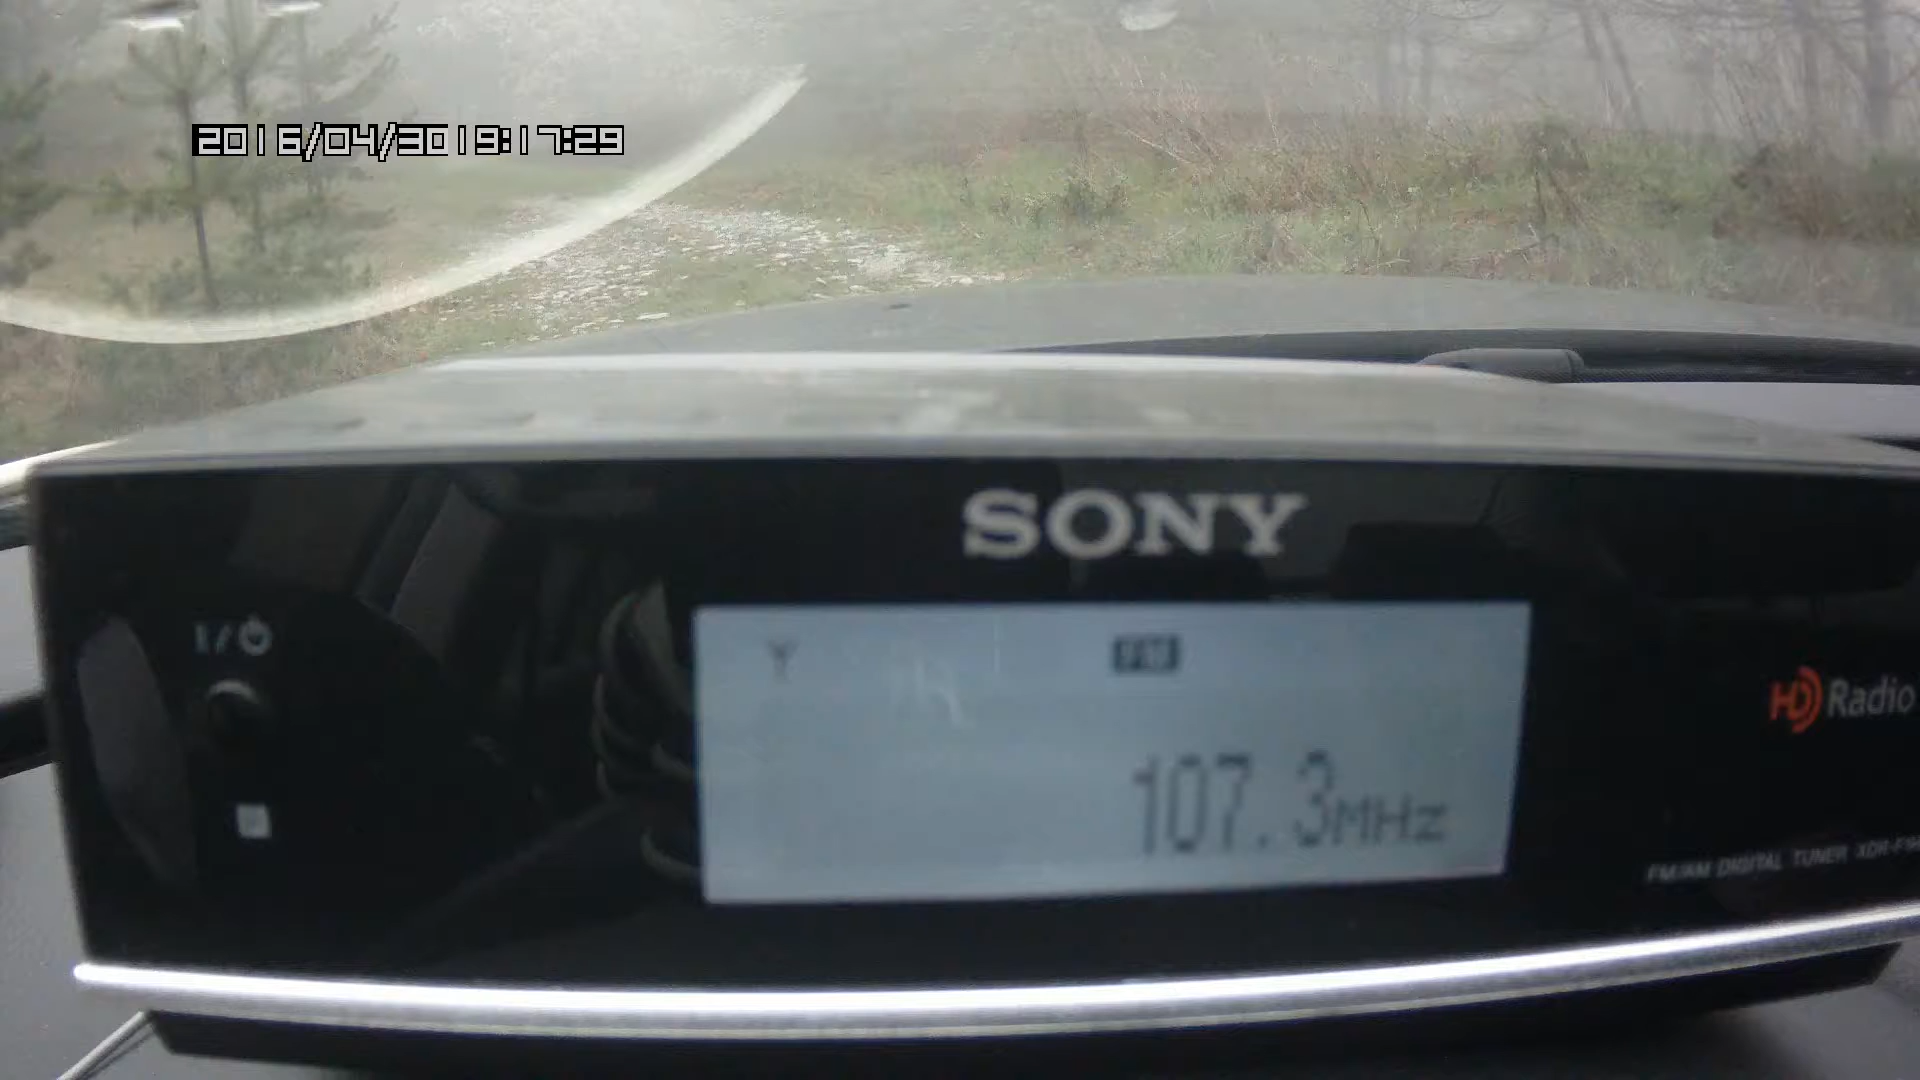 2016/04/30 19:17:29
SONY
I/⏻
FM
HD Radio
107.3MHz
FM/AM DIGITAL TUNER